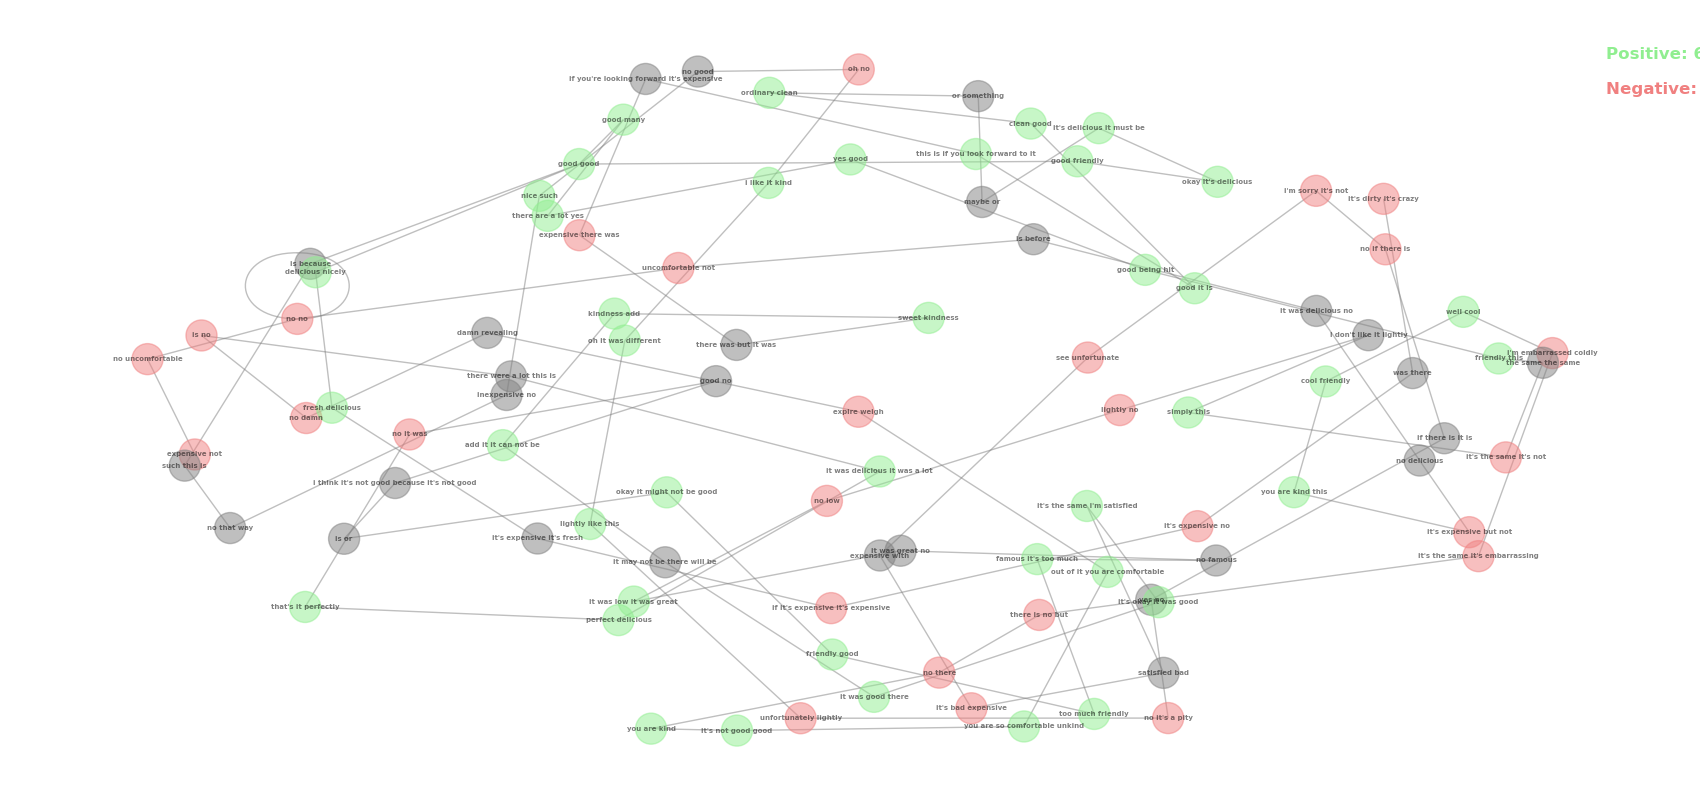 Positive: 6
Negative:
oh no
no good
if you're looking forward it's expensive
ordinary clean
or something
good many
clean good
it's delicious it must be
this is if you look forward to it
yes good
good friendly
good good
i like it kind
okay it's delicious
i'm sorry it's not
nice such
it's dirty it's crazy
maybe or
there are a lot yes
expensive there was
is before
no if there is
is because
uncomfortable not
delicious nicely
good being hit
good it is
it was delicious no
well cool
kindness add
sweet kindness
no no
damn revealing
is no
i don't like it lightly
oh it was different
there was but it was
i'm embarrassed coldly
no uncomfortable
see unfortunate
friendly this
the same the same
was there
there were a lot this is
good no
cool friendly
inexpensive no
fresh delicious
lightly no
expire weigh
simply this
no damn
no it was
if there is it is
add it it can not be
expensive not
it's the same it's not
no delicious
such this is
it was delicious it was a lot
i think it's not good because it's not good
okay it might not be good
you are kind this
no low
it's the same i'm satisfied
lightly like this
it's expensive no
no that way
it's expensive but not
is or
it's expensive it's fresh
it was great no
expensive with
it's the same it's embarrassing
famous it's too much
no famous
it may not be there will be
out of it you are comfortable
it was low it was great
it's okay it was good
that's it perfectly
if it's expensive it's expensive
there is no but
perfect delicious
friendly good
no there
satisfied bad
it was good there
it's bad expensive
too much friendly
unfortunately lightly
no it's a pity
you are so comfortable unkind
you are kind
it's not good good